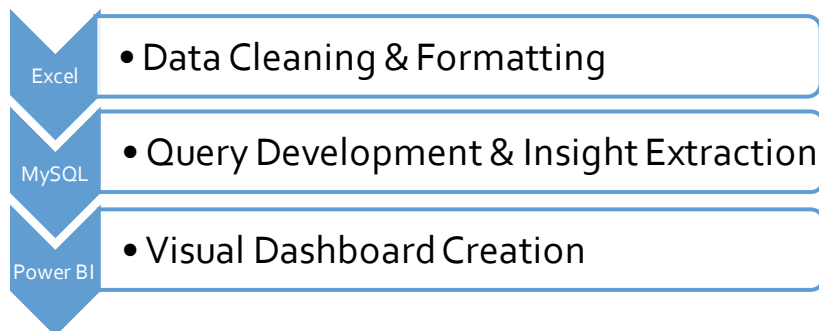 Excel
• Data Cleaning & Formatting
MySQL
• Query Development & Insight Extraction
Power BI
• Visual Dashboard Creation